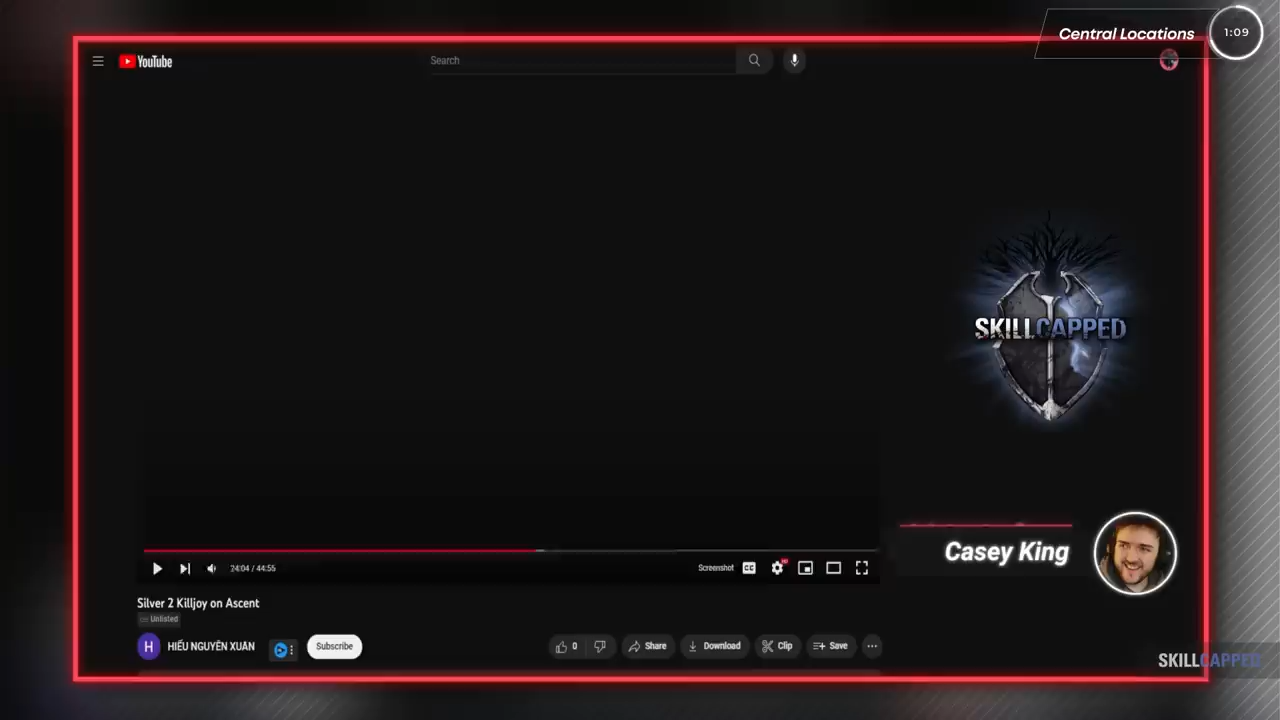 Central Locations
1:09
YouTube
Search
SKILLCAPPED
Casey King
24:04 / 44:55
Screenshot
CC
Silver 2 Killjoy on Ascent
Unlisted
H
HIẾU NGUYỄN XUÂN
Subscribe
0
Share
Download
Clip
Save
SKILLCAPPED